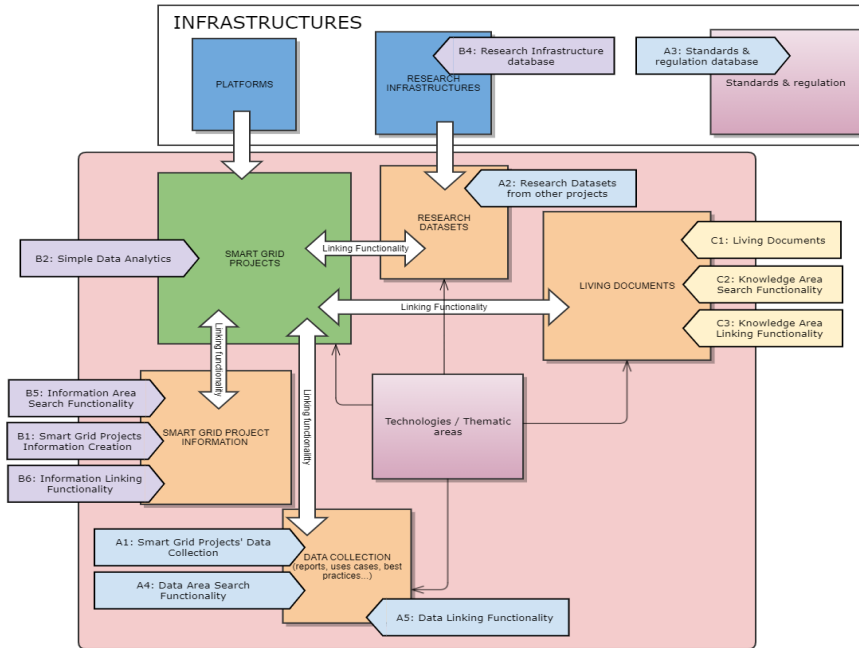 INFRASTRUCTURES
PLATFORMS
RESEARCH
INFRASTRUCTURES
B4: Research Infrastructure
database
A3: Standards &
regulation database
Standards & regulation
SMART GRID
PROJECTS
B2: Simple Data Analytics
RESEARCH
DATASETS
A2: Research Datasets
from other projects
Linking Functionality
LIVING DOCUMENTS
C1: Living Documents
C2: Knowledge Area
Search Functionality
C3: Knowledge Area
Linking Functionality
Linking Functionality
Linking functionality
Linking functionality
B5: Information Area
Search Functionality
B1: Smart Grid Projects
Information Creation
B6: Information Linking
Functionality
SMART GRID PROJECT
INFORMATION
Technologies / Thematic
areas
A1: Smart Grid Projects' Data
Collection
A4: Data Area Search
Functionality
DATA COLLECTION
(reports, uses cases, best
practices...)
A5: Data Linking Functionality